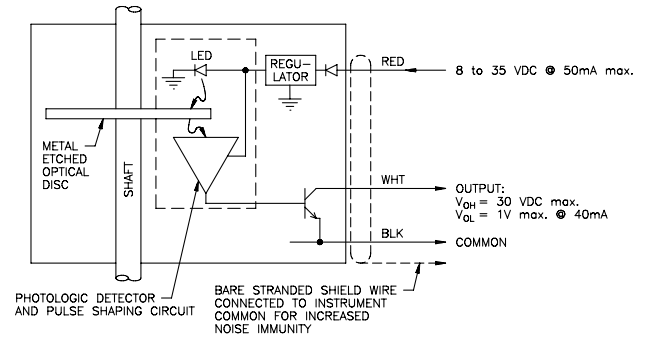 LED
REGU-
LATOR
RED
8 to 35 VDC @ 50mA max.
METAL
ETCHED
OPTICAL
DISC
SHAFT
WHT
OUTPUT:
VOH = 30 VDC max.
VOL = 1V max. @ 40mA
BLK
COMMON
PHOTOLOGIC DETECTOR
AND PULSE SHAPING CIRCUIT
BARE STRANDED SHIELD WIRE
CONNECTED TO INSTRUMENT
COMMON FOR INCREASED
NOISE IMMUNITY